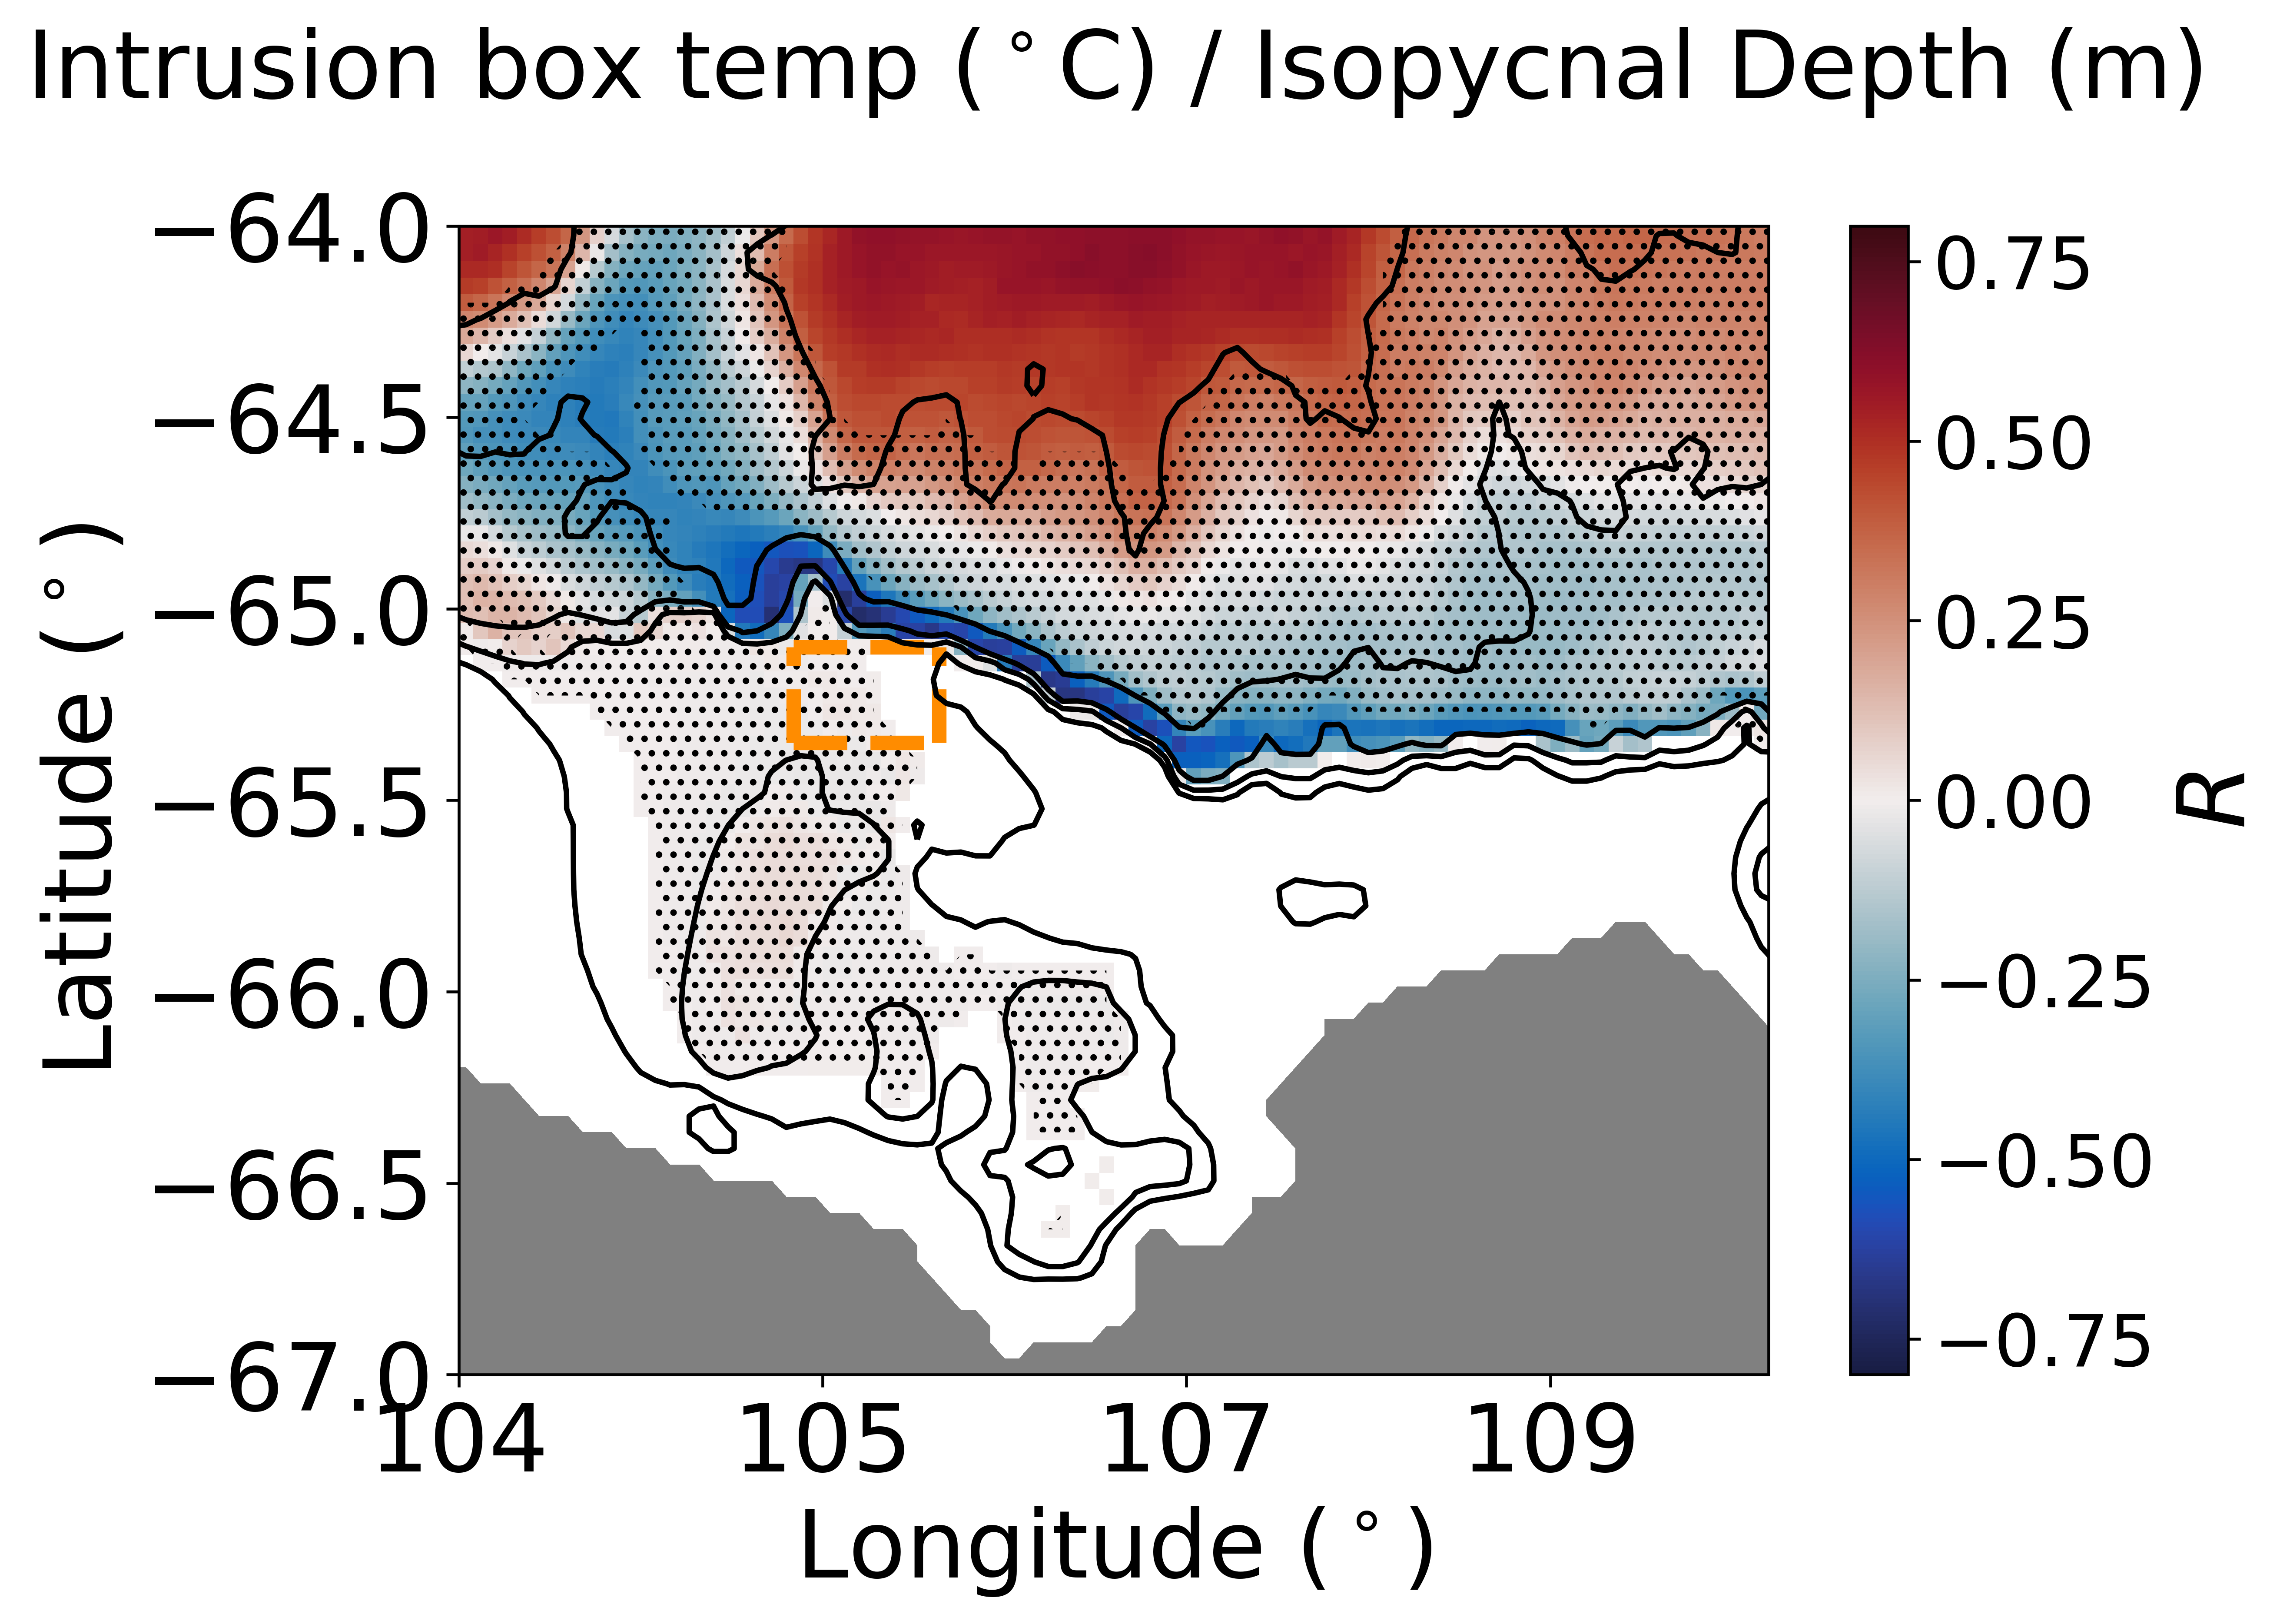 Intrusion box temp (°C) / Isopycnal Depth (m)
−64.0
−64.5
−65.0
−65.5
−66.0
−66.5
−67.0
Latitude (°)
104 105 107 109
Longitude (°)
0.75
0.50
0.25
0.00
−0.25
−0.50
−0.75
R